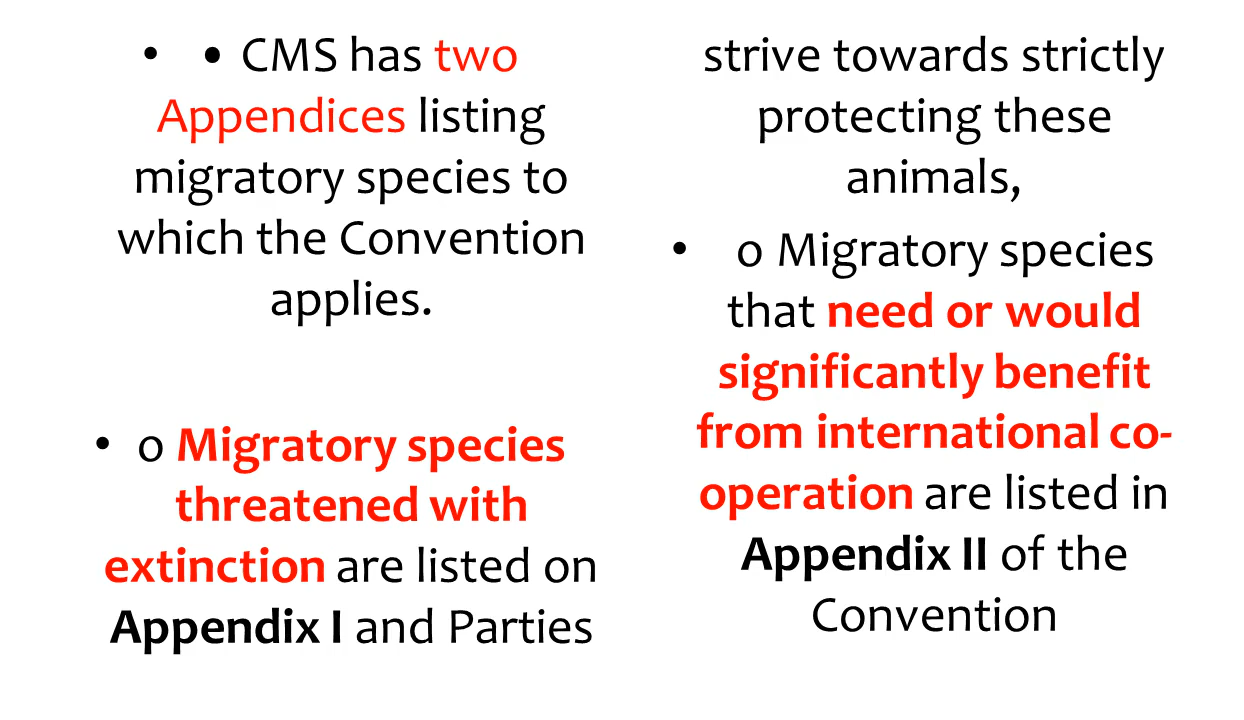 • • CMS has two
Appendices listing
migratory species to
which the Convention
applies.
• o Migratory species
threatened with
extinction are listed on
Appendix I and Parties
strive towards strictly
protecting these
animals,
• o Migratory species
that need or would
significantly benefit
from international co-
operation are listed in
Appendix II of the
Convention